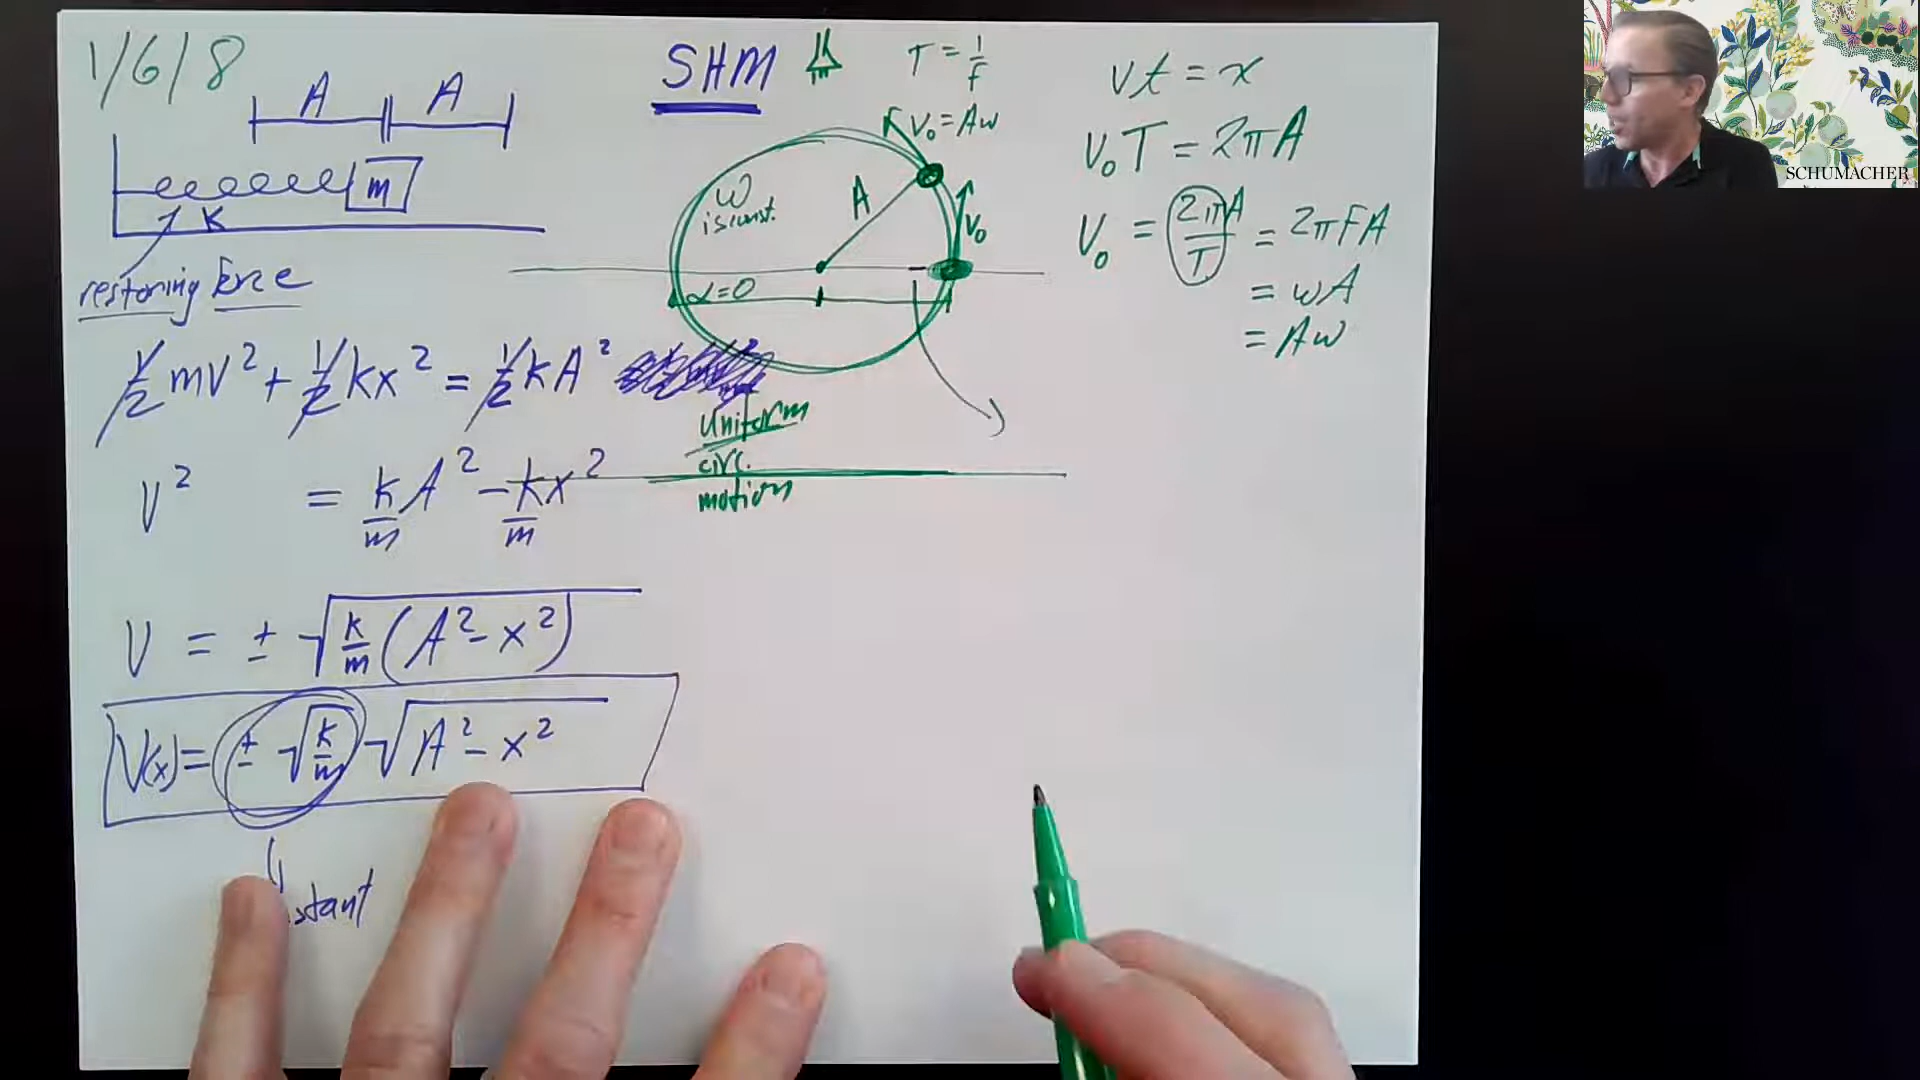 1/6/8
SHM
T = 1/f
vt = x
A A
V₀ = Aω
V₀T = 2πA
m
K
ω
is const.
A
V₀
V₀ = 2πA/T = 2πFA
= ωA
= Aω
restoring force
α=0
½mV² + ½kx² = ½kA²
Uniform
circ.
motion
V² = k/m A² - k/m x²
V = ± √(k/m (A² - x²))
V(x) = ± √(k/m) √(A² - x²)
stant
SCHUMACHER